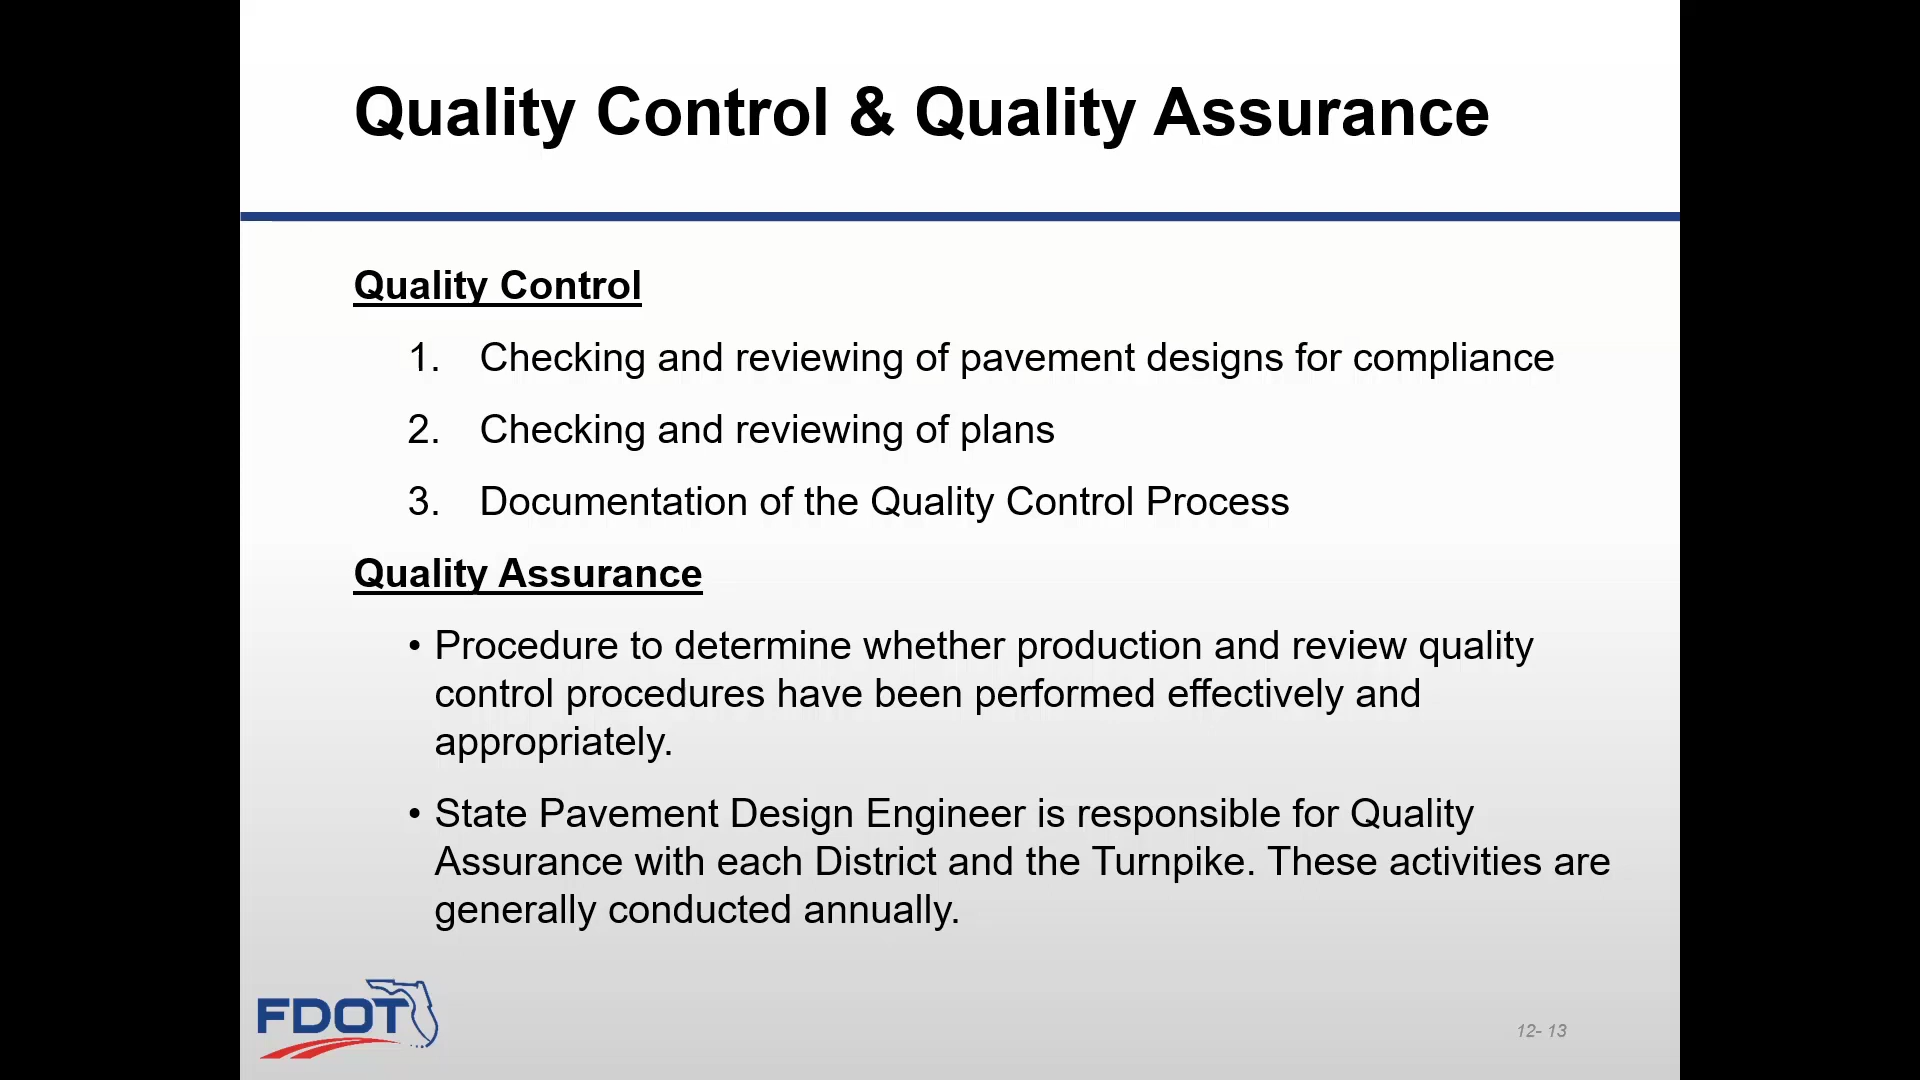 Quality Control & Quality Assurance
Quality Control
1. Checking and reviewing of pavement designs for compliance
2. Checking and reviewing of plans
3. Documentation of the Quality Control Process
Quality Assurance
• Procedure to determine whether production and review quality
control procedures have been performed effectively and
appropriately.
• State Pavement Design Engineer is responsible for Quality
Assurance with each District and the Turnpike. These activities are
generally conducted annually.
FDOT
12- 13